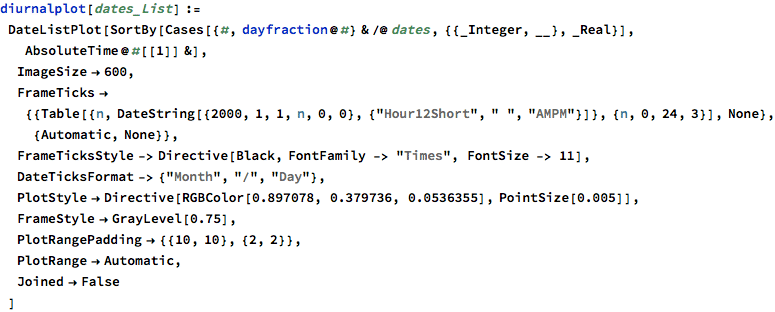 diurnalplot[dates_List] :=
DateListPlot[SortBy[Cases[{#, dayfraction@#} & /@ dates, {{_Integer, __}, _Real}],
AbsoluteTime@#[[1]] &],
ImageSize → 600,
FrameTicks →
{{Table[{n, DateString[{2000, 1, 1, n, 0, 0}, {"Hour12Short", " ", "AMPM"}]}, {n, 0, 24, 3}], None},
{Automatic, None}},
FrameTicksStyle -> Directive[Black, FontFamily -> "Times", FontSize -> 11],
DateTicksFormat -> {"Month", "/", "Day"},
PlotStyle → Directive[RGBColor[0.897078, 0.379736, 0.0536355], PointSize[0.005]],
FrameStyle → GrayLevel[0.75],
PlotRangePadding → {{10, 10}, {2, 2}},
PlotRange → Automatic,
Joined → False
]